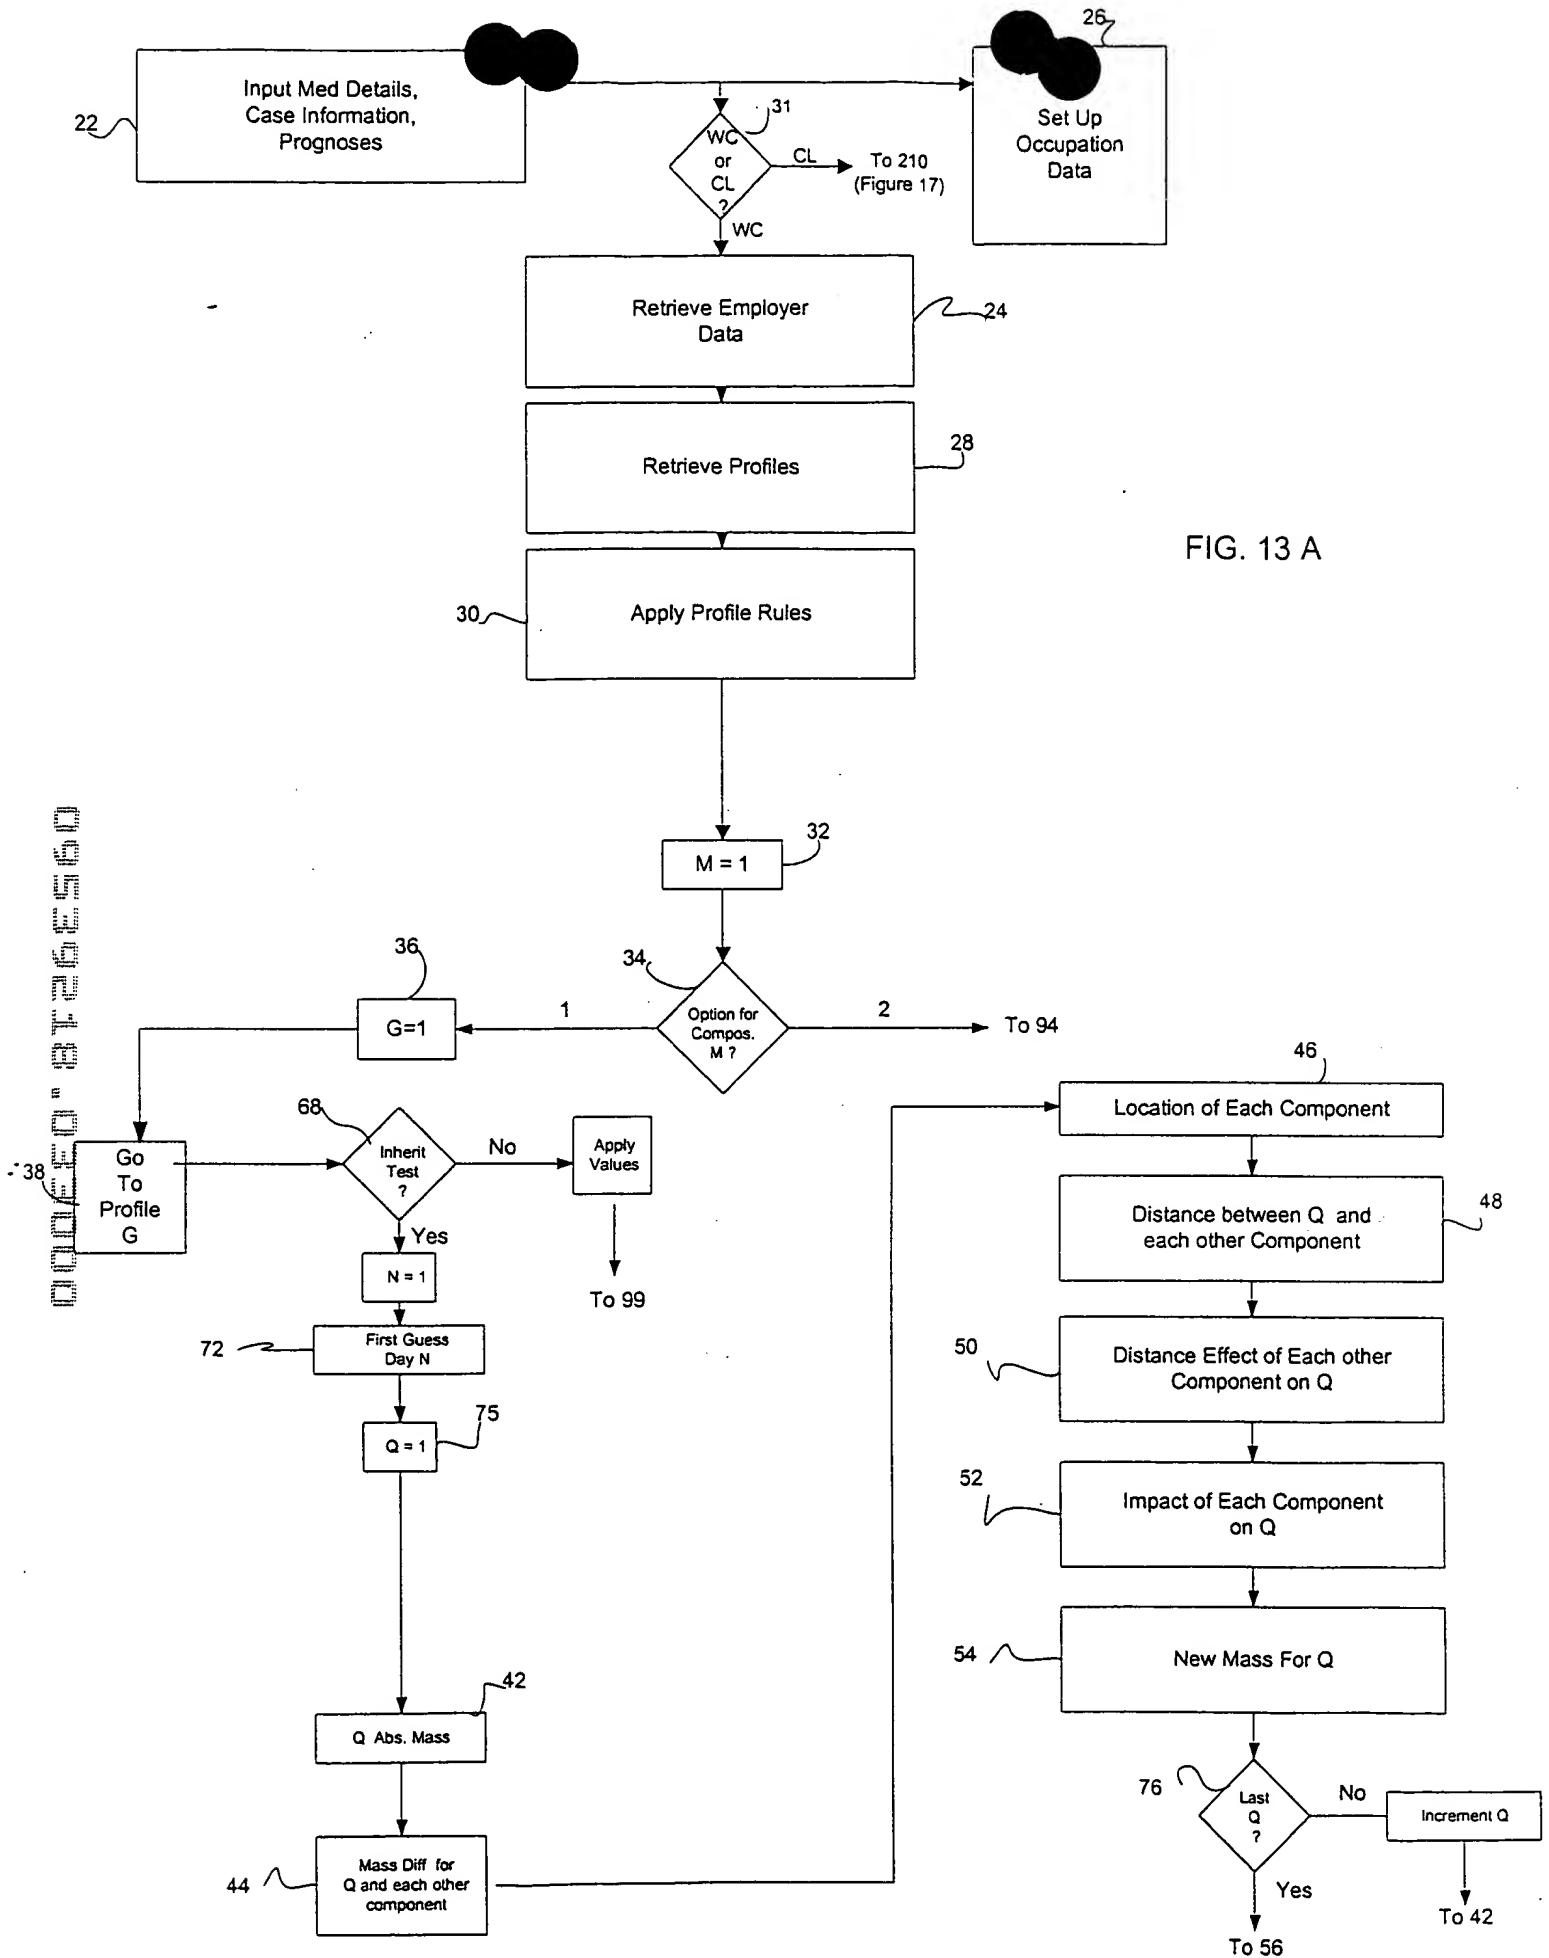 26
Input Med Details,
Case Information,
Prognoses
22
31
WC
or
CL
?
CL
To 210
(Figure 17)
WC
Set Up
Occupation
Data
Retrieve Employer
Data
24
Retrieve Profiles
28
FIG. 13 A
Apply Profile Rules
30
M = 1
32
34
Option for
Compos.
M ?
1
2
To 94
36
G=1
38
Go
To
Profile
G
68
Inherit
Test
?
No
Apply
Values
To 99
Yes
N = 1
72
First Guess
Day N
75
Q = 1
42
Q Abs. Mass
44
Mass Diff for
Q and each other
component
46
Location of Each Component
48
Distance between Q and
each other Component
50
Distance Effect of Each other
Component on Q
52
Impact of Each Component
on Q
54
New Mass For Q
76
Last
Q
?
No
Increment Q
To 42
Yes
To 56